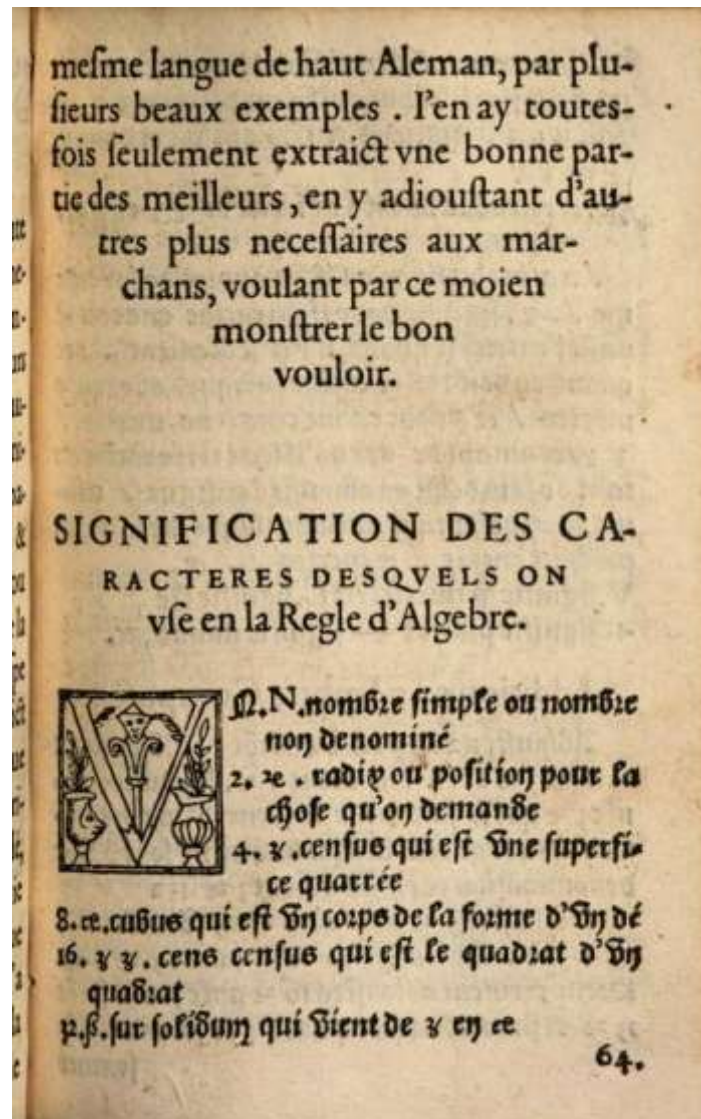 meſme langue de haut Aleman, par plu-
ſieurs beaux exemples . I'en ay toutes-
fois ſeulement extraict vne bonne par-
tie des meilleurs, en y adiouſtant d'au-
tres plus neceſſaires aux mar-
chans, voulant par ce moien
monſtrer le bon
vouloir.
SIGNIFICATION DES CA-
RACTERES DESQVELS ON
vſe en la Regle d'Algebre.
VN.N.nombre ſimple ou nombre
non denominé
2. . radix ou poſition pour la
choſe qu'on demande
4. .cenſus qui eſt vne superfi-
ce quarrée
8.ce.cubus qui eſt vn corps de la forme d'vn dé
16. . cens cenſus qui eſt le quadrat d'vn
quadrat
ſur ſolidum qui vient de en ce
64.